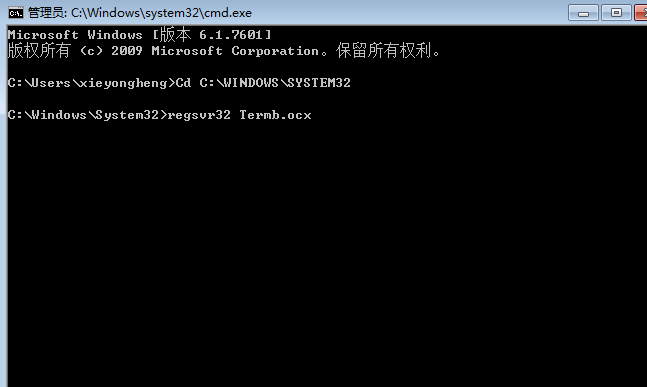 管理员: C:\Windows\system32\cmd.exe
Microsoft Windows [版本 6.1.7601]
版权所有 (c) 2009 Microsoft Corporation。保留所有权利。
C:\Users\xieyongheng>Cd C:\WINDOWS\SYSTEM32
C:\Windows\System32>regsvr32 Termb.ocx